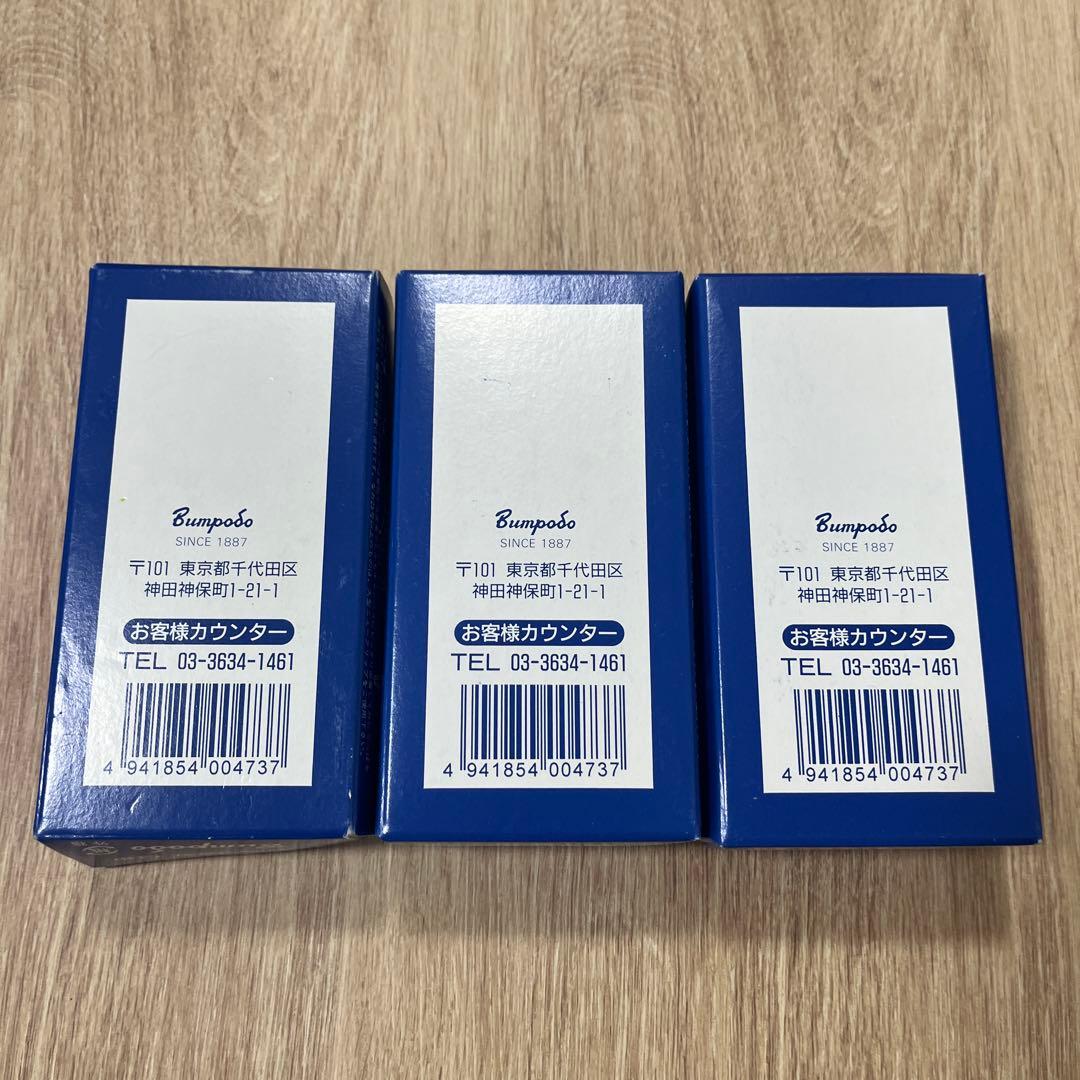 Bumpodo
SINCE 1887
〒101 東京都千代田区
神田神保町1-21-1
お客様カウンター
TEL 03-3634-1461
4 941854 004737
Bumpodo
SINCE 1887
〒101 東京都千代田区
神田神保町1-21-1
お客様カウンター
TEL 03-3634-1461
4 941854 004737
Bumpodo
SINCE 1887
〒101 東京都千代田区
神田神保町1-21-1
お客様カウンター
TEL 03-3634-1461
4 941854 004737
Bumpodo